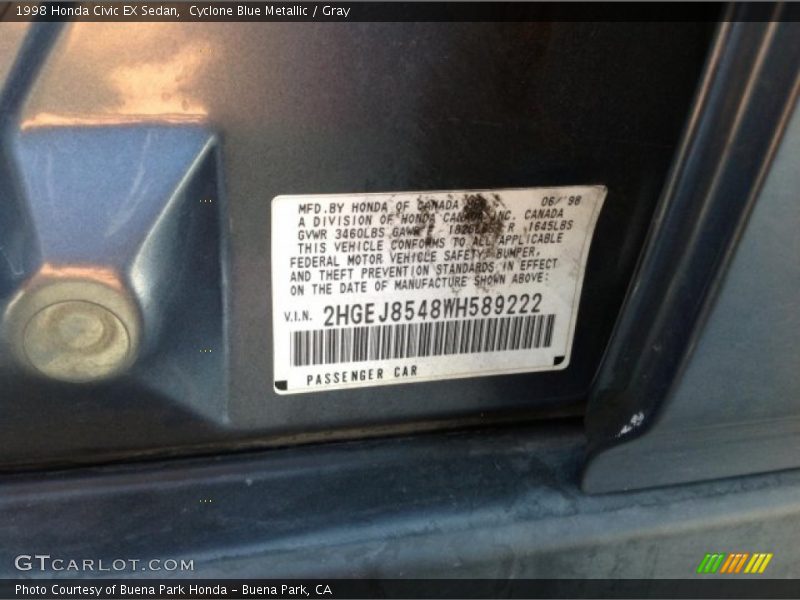 1998 Honda Civic EX Sedan, Cyclone Blue Metallic / Gray
MFD.BY HONDA OF CANADA 06/'98
A DIVISION OF HONDA CANADA INC. CANADA
GVWR 3460LBS GAWR F R 1645LBS
THIS VEHICLE CONFORMS TO ALL APPLICABLE
FEDERAL MOTOR VEHICLE SAFETY, BUMPER,
AND THEFT PREVENTION STANDARDS IN EFFECT
ON THE DATE OF MANUFACTURE SHOWN ABOVE:
V.I.N. 2HGEJ8548WH589222
PASSENGER CAR
GTCARLOT.COM
Photo Courtesy of Buena Park Honda - Buena Park, CA